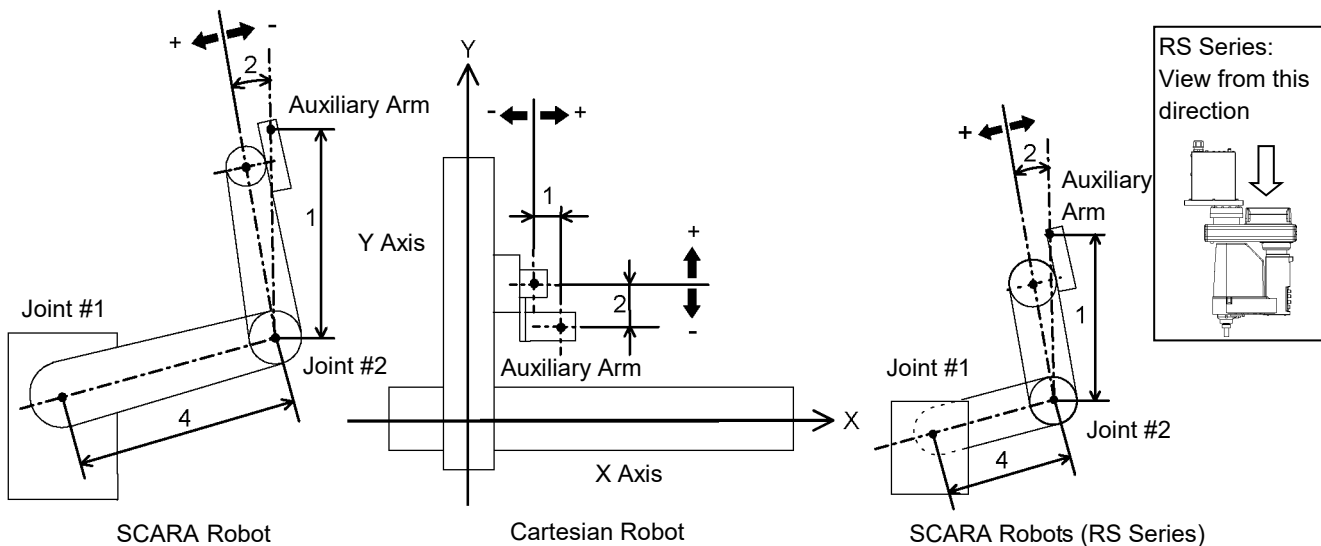 +
-
2
Auxiliary Arm
1
Joint #1
Joint #2
4
SCARA Robot
Y
-
+
1
Y Axis
+
2
-
Auxiliary Arm
X
X Axis
Cartesian Robot
+
2
Auxiliary
Arm
1
Joint #1
Joint #2
4
SCARA Robots (RS Series)
RS Series:
View from this
direction